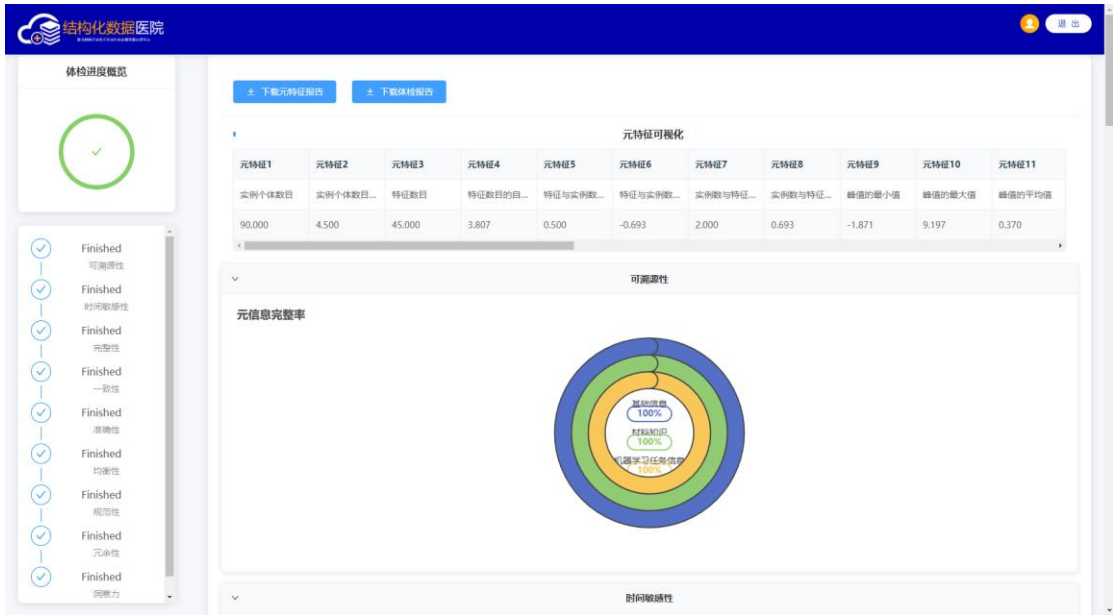 结构化数据医院
退 出
体检进度概览
下载元特征报告
下载体检报告
元特征可视化
元特征1 元特征2 元特征3 元特征4 元特征5 元特征6 元特征7 元特征8 元特征9 元特征10 元特征11
实例个体数目 实例个体数目... 特征数目 特征数目的自... 特征与实例数... 特征与实例数... 实例数与特征... 实例数与特征... 峰值的最小值 峰值的最大值 峰值的平均值
90.000 4.500 45.000 3.807 0.500 -0.693 2.000 0.693 -1.871 9.197 0.370
Finished
可溯源性
Finished
时间敏感性
Finished
完整性
Finished
一致性
Finished
准确性
Finished
均衡性
Finished
规范性
Finished
冗余性
Finished
洞察力
可溯源性
元信息完整率
基础信息
100%
材料知识
100%
机器学习任务信息
100%
时间敏感性